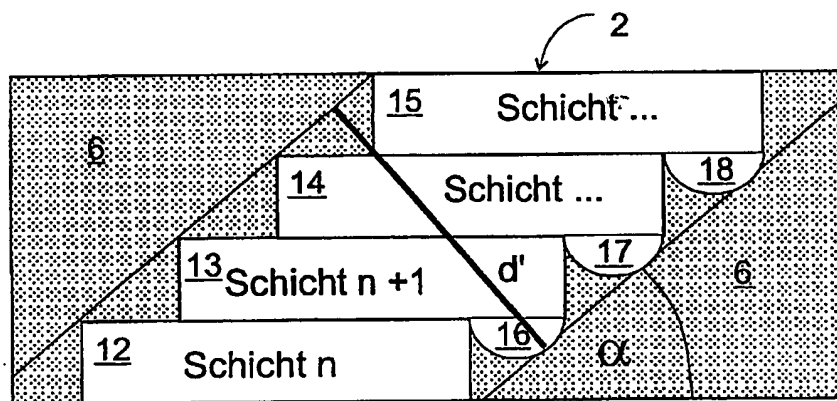 2
15 Schicht ...
6
18
14 Schicht ...
17
13 Schicht n +1 d'
6
16
12 Schicht n
α